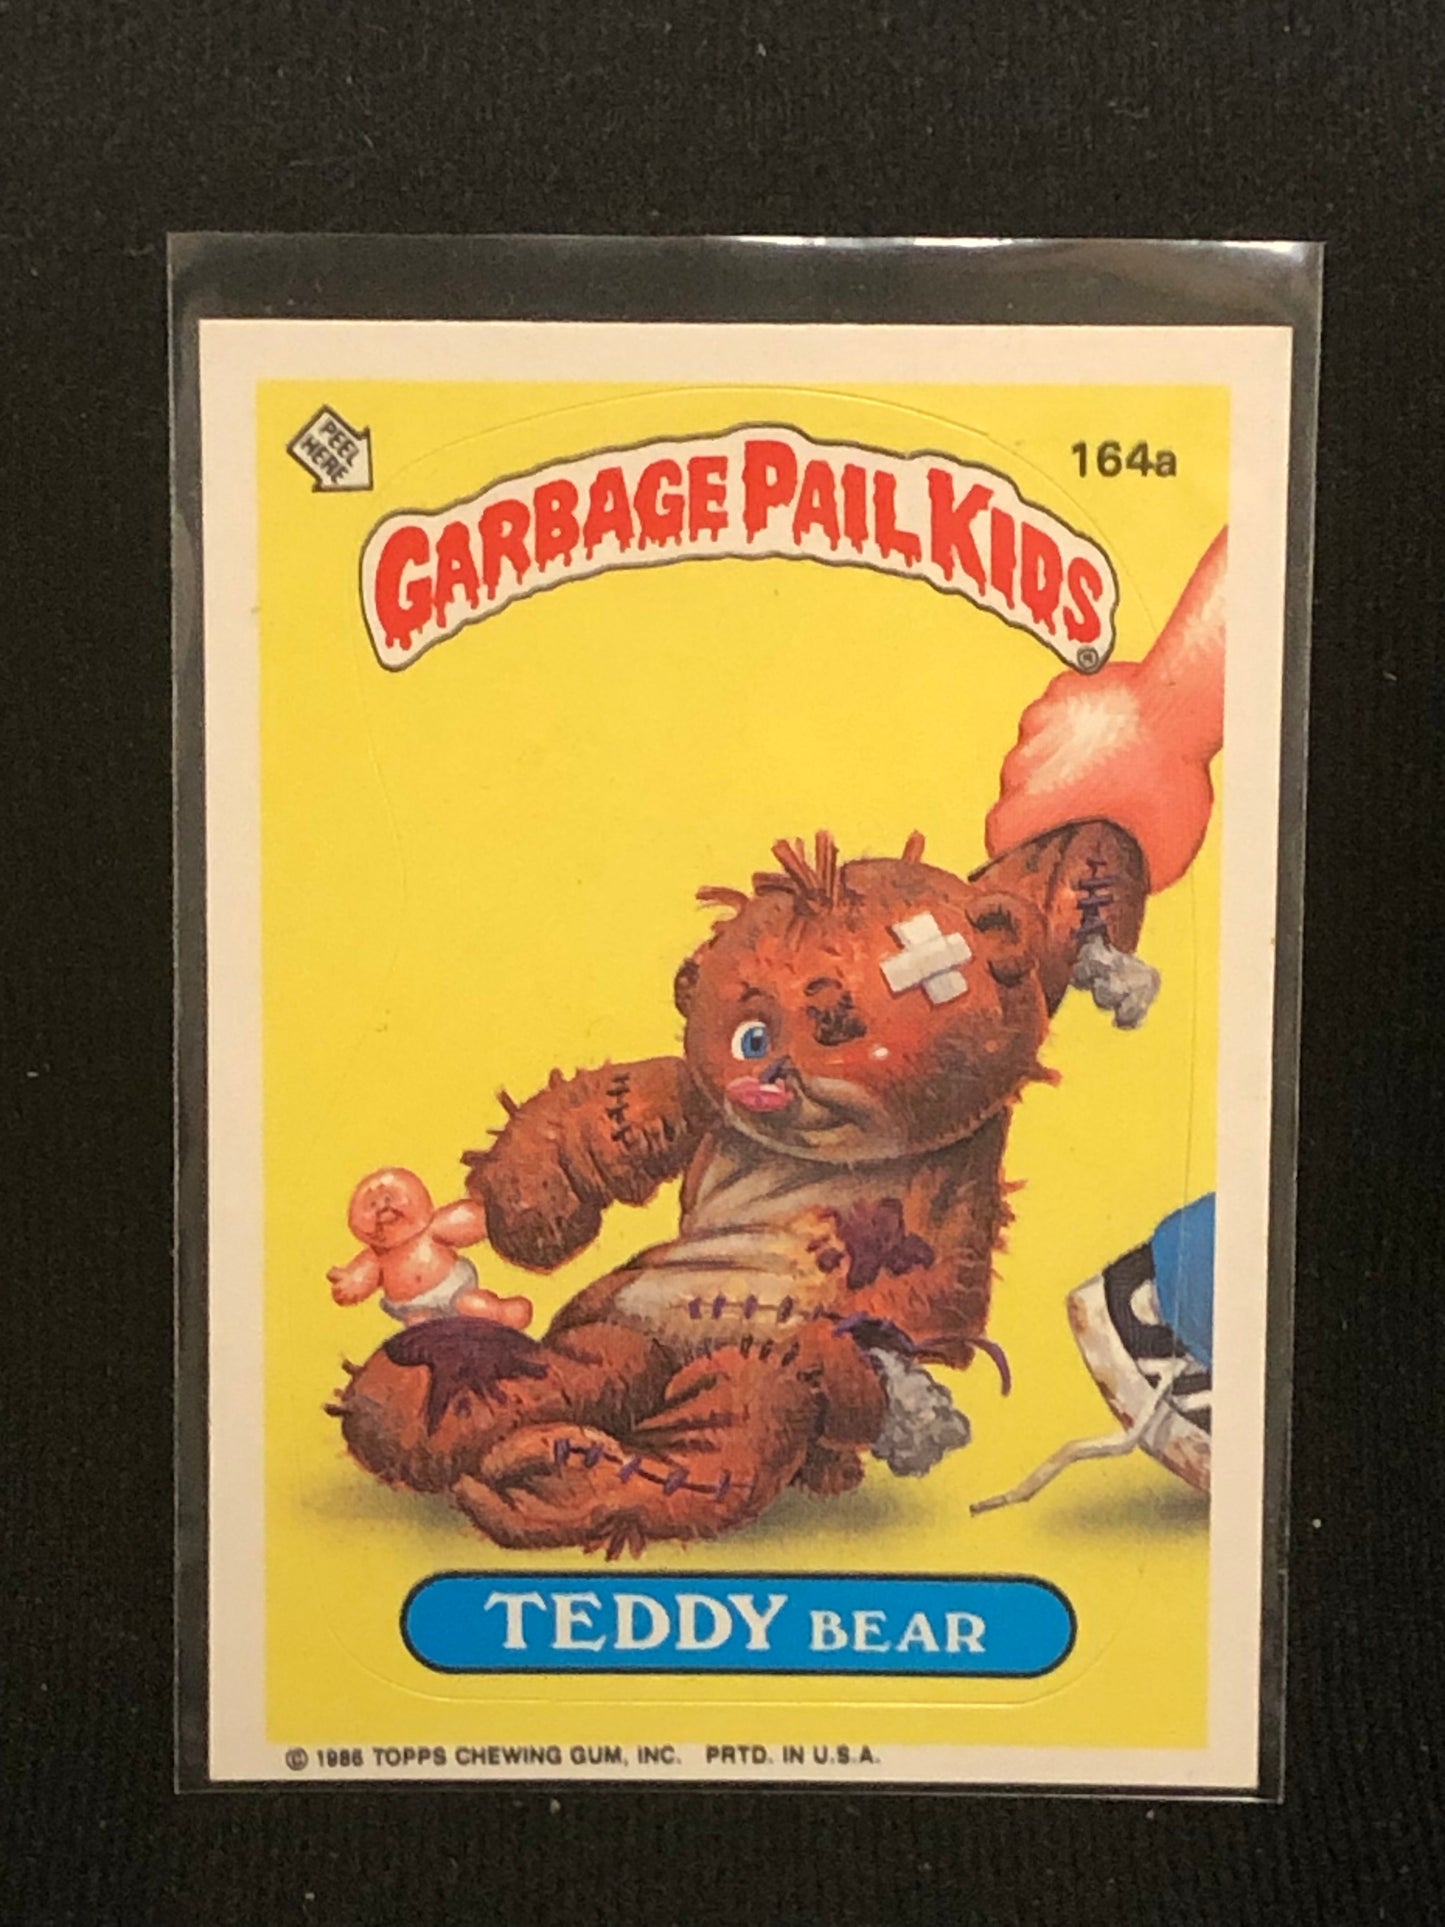 PEEL
HERE
164a
GARBAGE PAIL KIDS
®
TEDDY BEAR
© 1986 TOPPS CHEWING GUM, INC. PRTD. IN U.S.A.